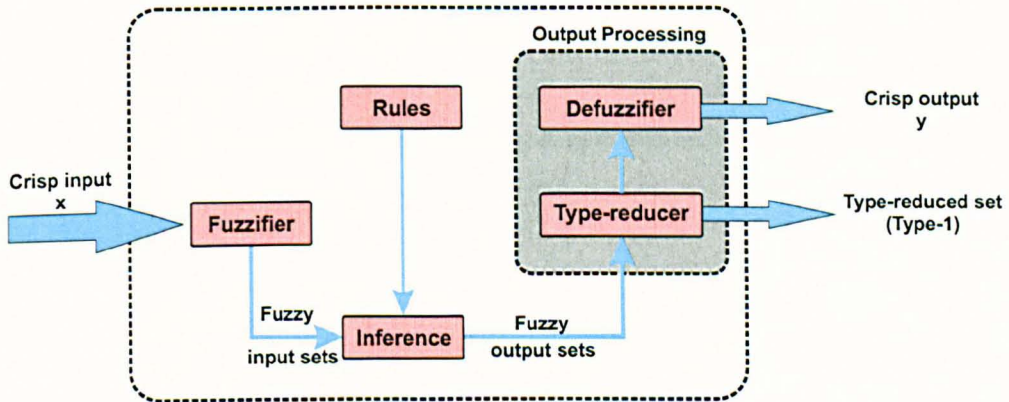 Output Processing
Rules
Defuzzifier
Crisp output
y
Crisp input
x
Fuzzifier
Type-reducer
Type-reduced set
(Type-1)
Fuzzy
input sets
Inference
Fuzzy
output sets